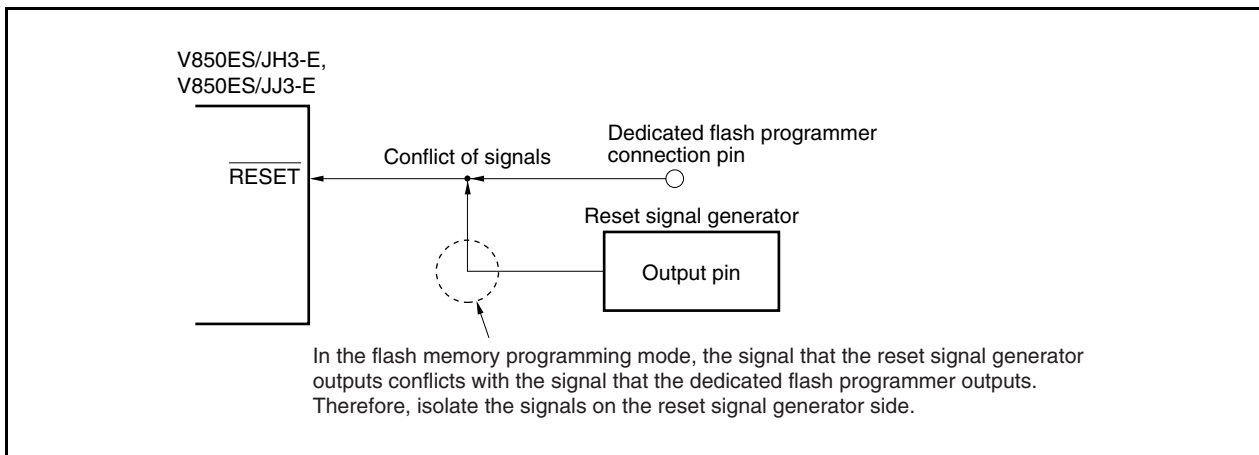 V850ES/JH3-E,
V850ES/JJ3-E
Dedicated flash programmer
connection pin
Conflict of signals
RESET
Reset signal generator
Output pin
In the flash memory programming mode, the signal that the reset signal generator
outputs conflicts with the signal that the dedicated flash programmer outputs.
Therefore, isolate the signals on the reset signal generator side.